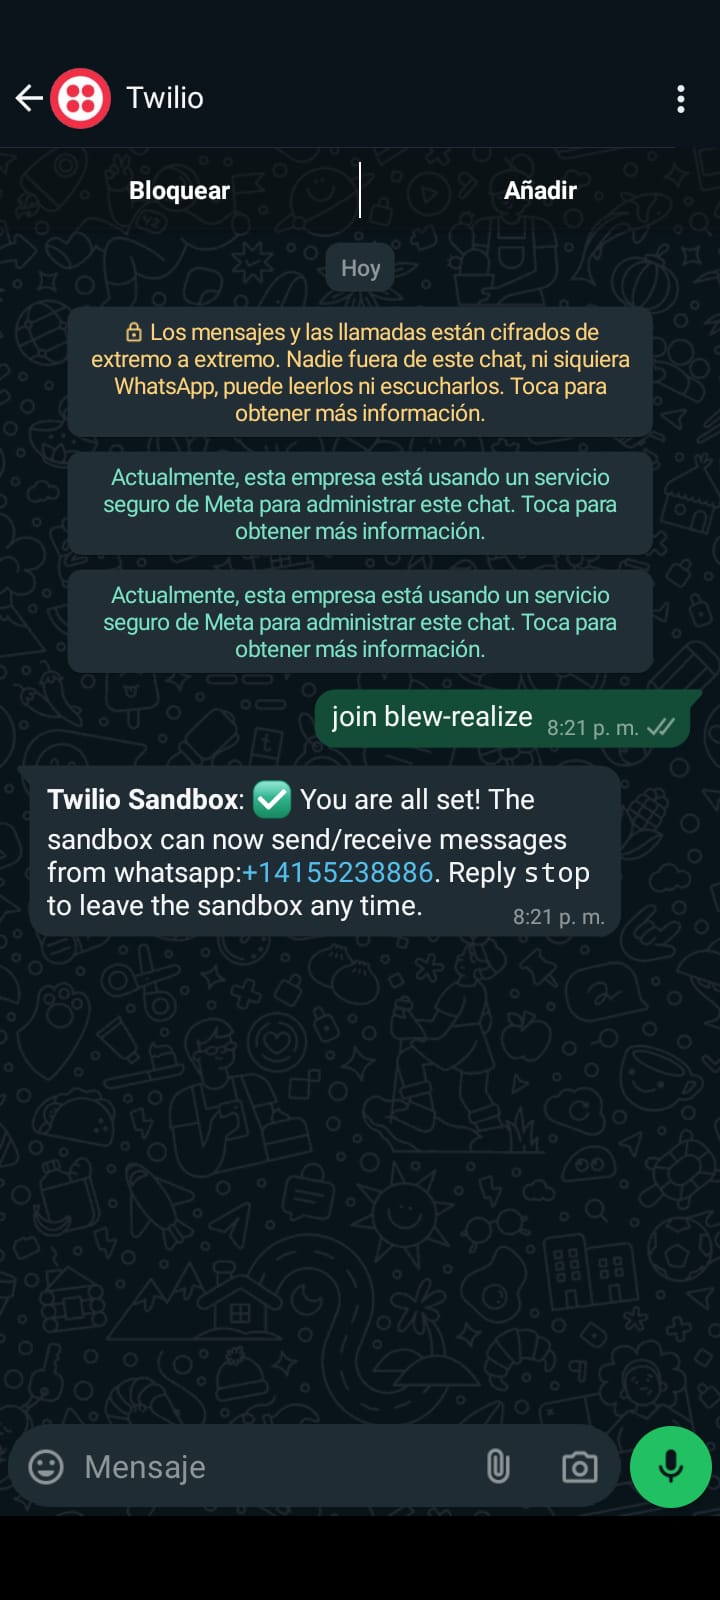 Twilio
Bloquear
Añadir
Hoy
🔒 Los mensajes y las llamadas están cifrados de
extremo a extremo. Nadie fuera de este chat, ni siquiera
WhatsApp, puede leerlos ni escucharlos. Toca para
obtener más información.
Actualmente, esta empresa está usando un servicio
seguro de Meta para administrar este chat. Toca para
obtener más información.
Actualmente, esta empresa está usando un servicio
seguro de Meta para administrar este chat. Toca para
obtener más información.
join blew-realize 8:21 p. m.
Twilio Sandbox: ✅ You are all set! The
sandbox can now send/receive messages
from whatsapp:+14155238886. Reply stop
to leave the sandbox any time. 8:21 p. m.
Mensaje